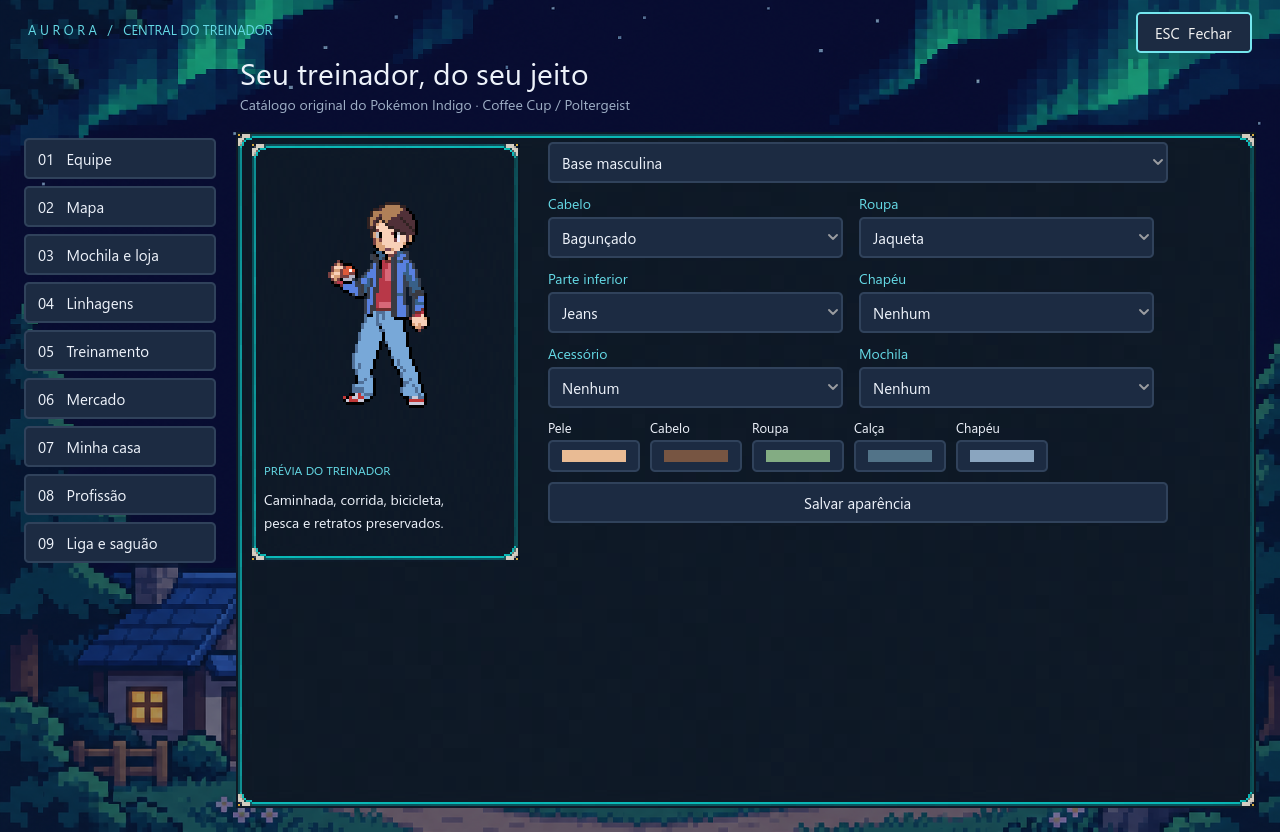 AURORA / CENTRAL DO TREINADOR
ESC Fechar
Seu treinador, do seu jeito
Catálogo original do Pokémon Indigo · Coffee Cup / Poltergeist
01 Equipe
02 Mapa
03 Mochila e loja
04 Linhagens
05 Treinamento
06 Mercado
07 Minha casa
08 Profissão
09 Liga e saguão
PRÉVIA DO TREINADOR
Caminhada, corrida, bicicleta,
pesca e retratos preservados.
Base masculina
Cabelo Roupa
Bagunçado Jaqueta
Parte inferior Chapéu
Jeans Nenhum
Acessório Mochila
Nenhum Nenhum
Pele Cabelo Roupa Calça Chapéu
Salvar aparência